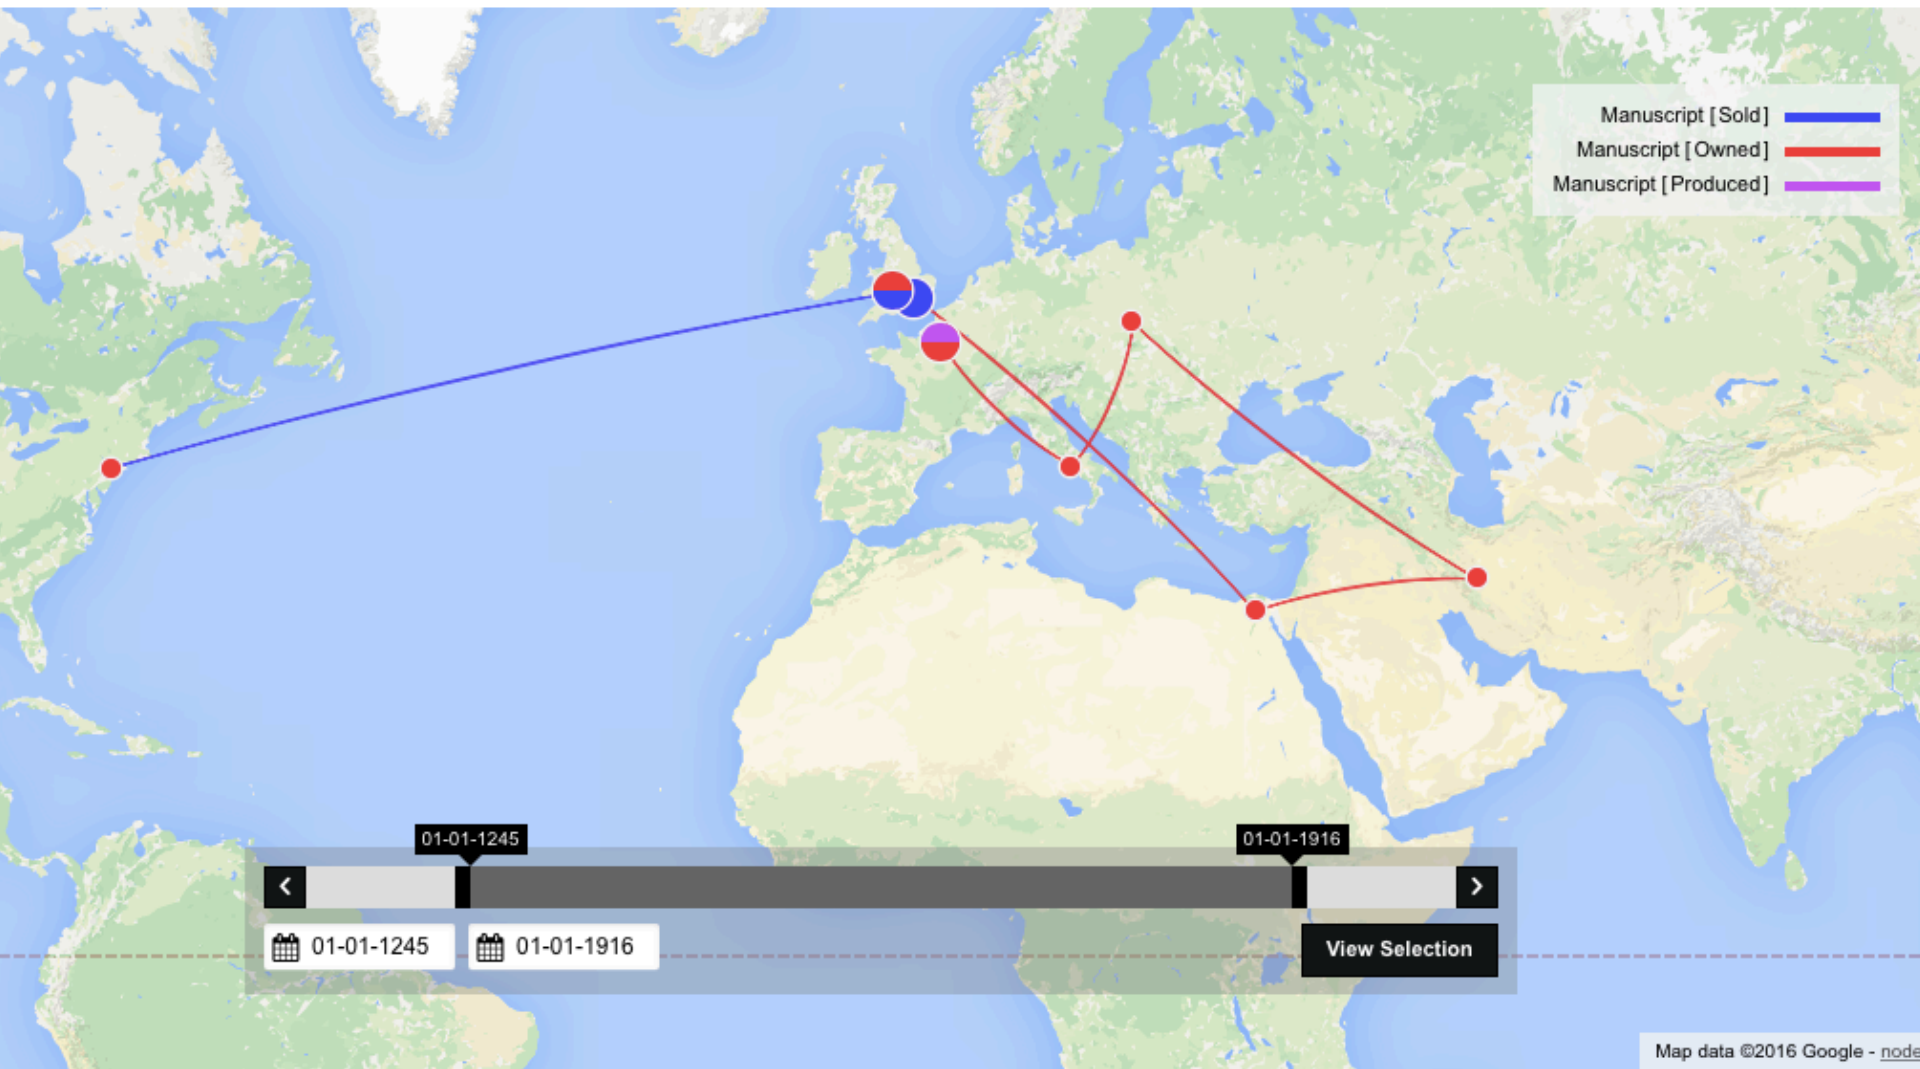 Manuscript [Sold]
Manuscript [Owned]
Manuscript [Produced]
01-01-1245
01-01-1916
01-01-1245
01-01-1916
View Selection
Map data ©2016 Google - node